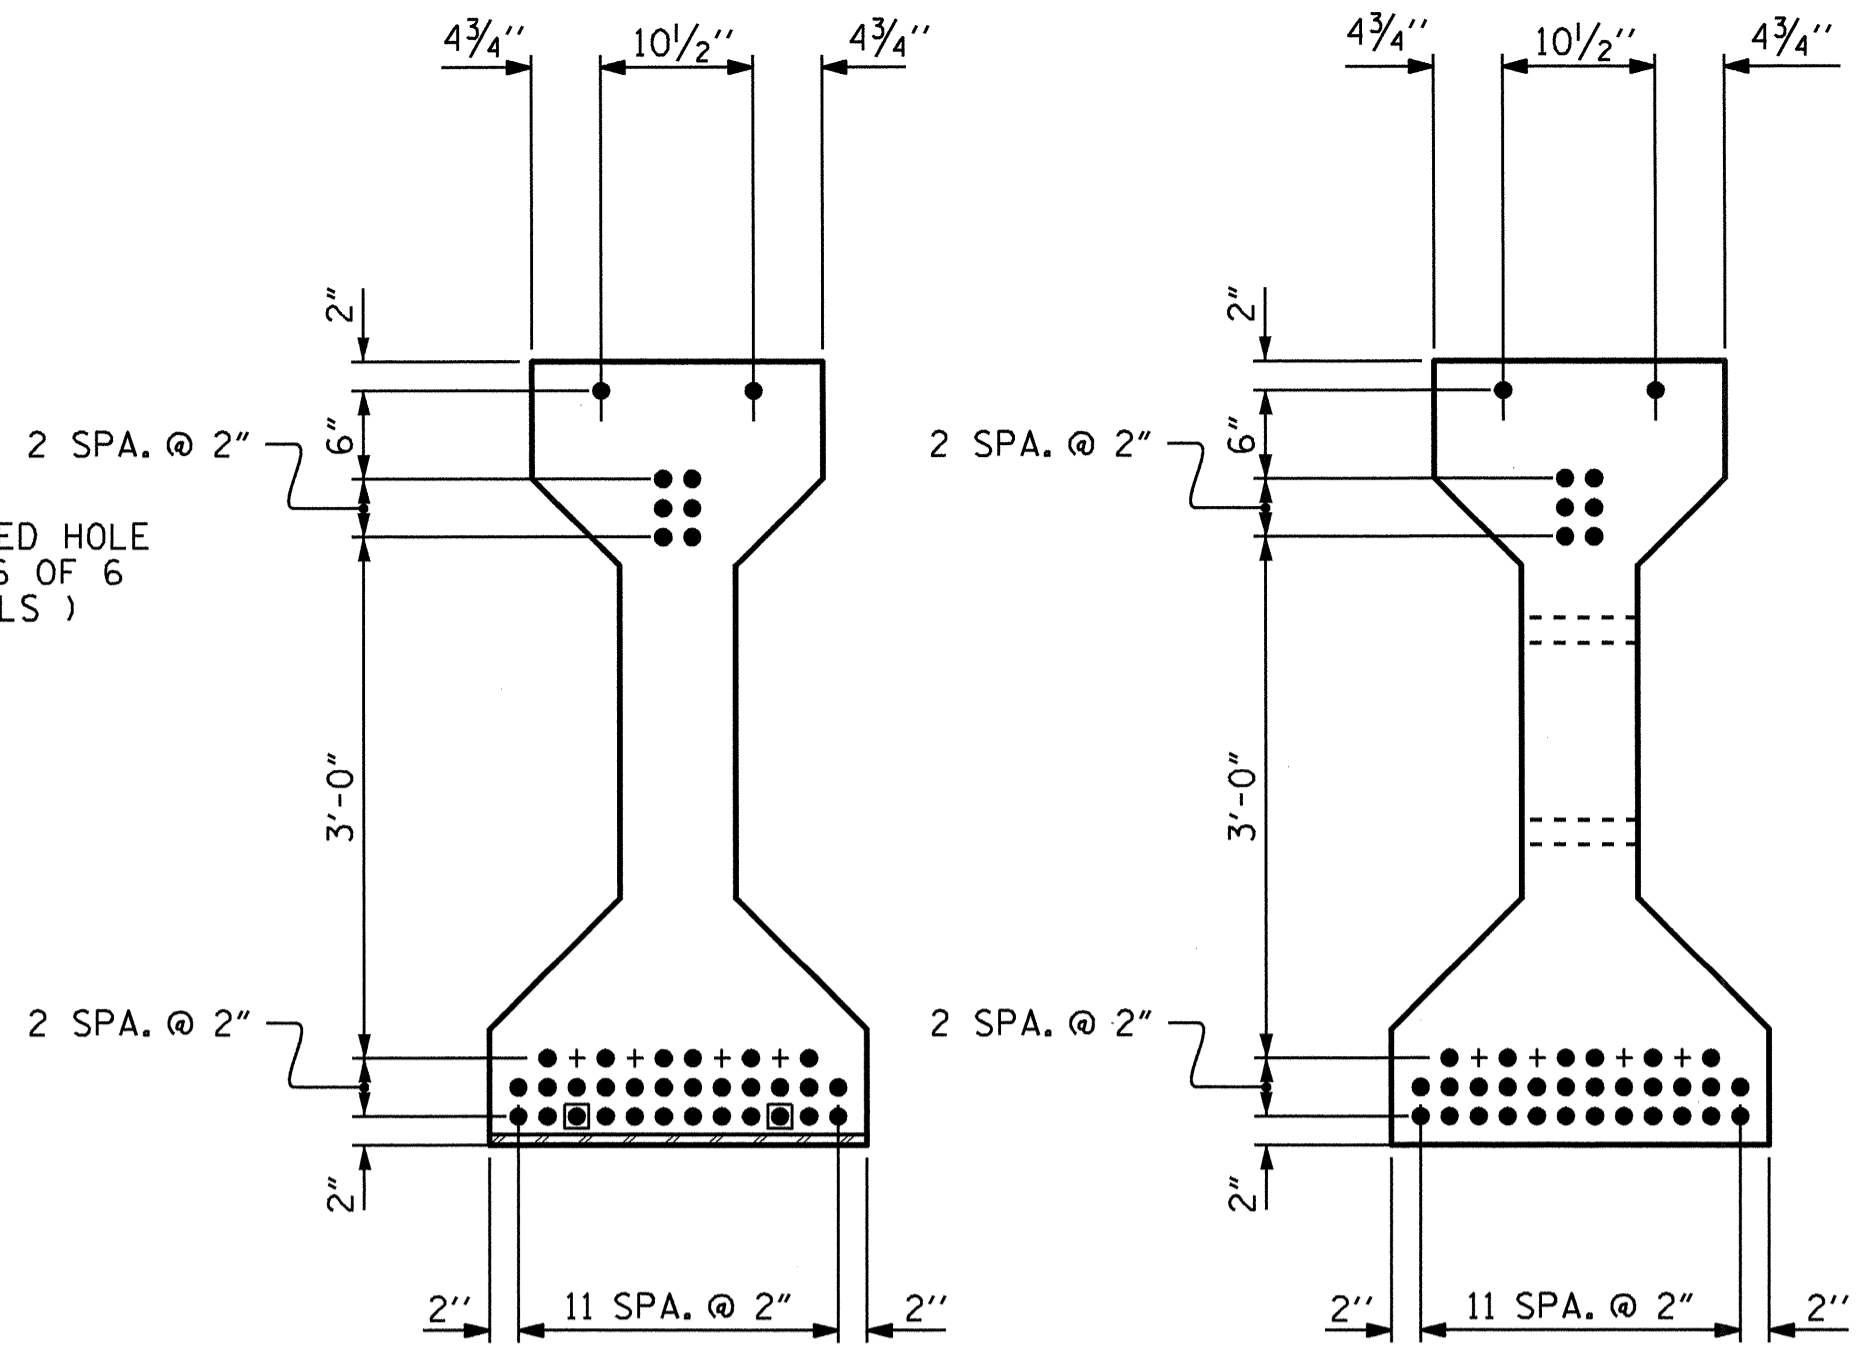 4¾'' 10½'' 4¾'' 4¾'' 10½'' 4¾''
2" 2"
6" 6"
2 SPA. @ 2" 2 SPA. @ 2"
ED HOLE
S OF 6
LS )
3'-0" 3'-0"
2 SPA. @ 2" 2 SPA. @ 2"
2" 2"
2'' 11 SPA. @ 2" 2'' 2'' 11 SPA. @ 2" 2''